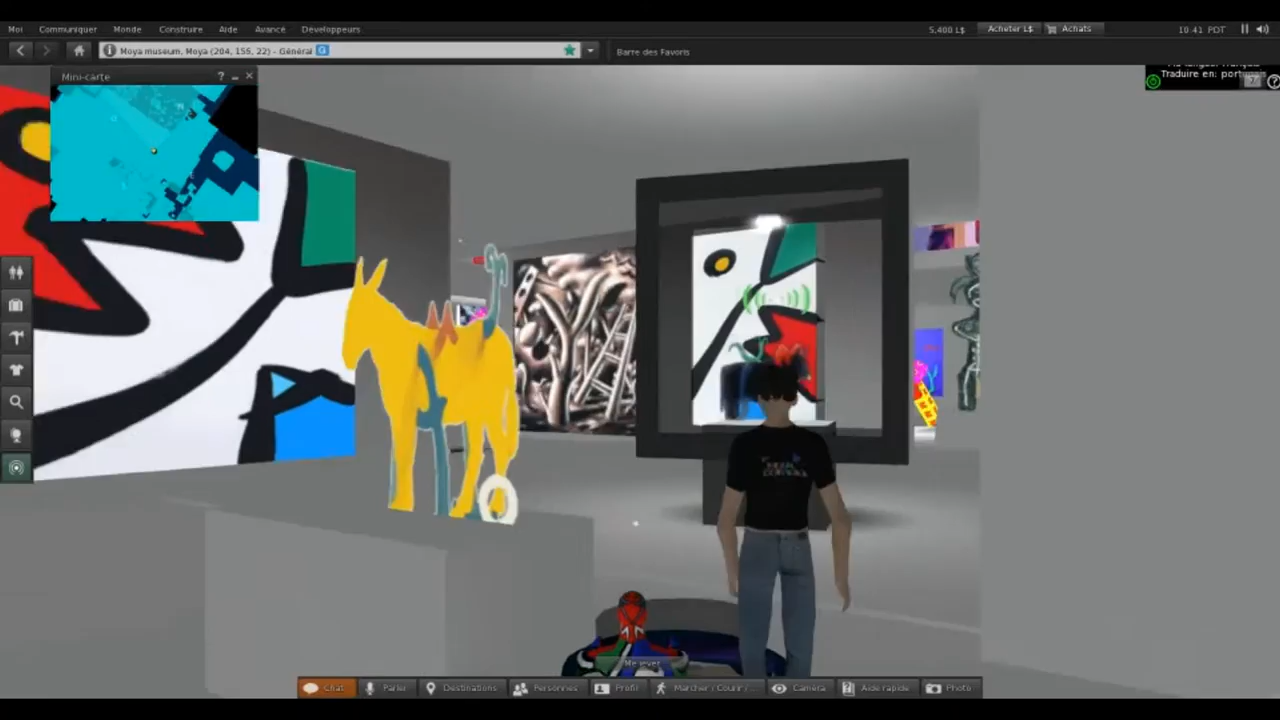 Moi Communiquer Monde Construire Aide Avancé Développeurs 5,400 L$ Acheter L$ Achats 10:41 PDT
Moya museum, Moya (204, 155, 22) - Général G Barre des Favoris
Mini-carte ?
Traduire en: portugais
Me lever
Chat Parler Destinations Personnes Profil Marcher / Courir /... Caméra Aide rapide Photo